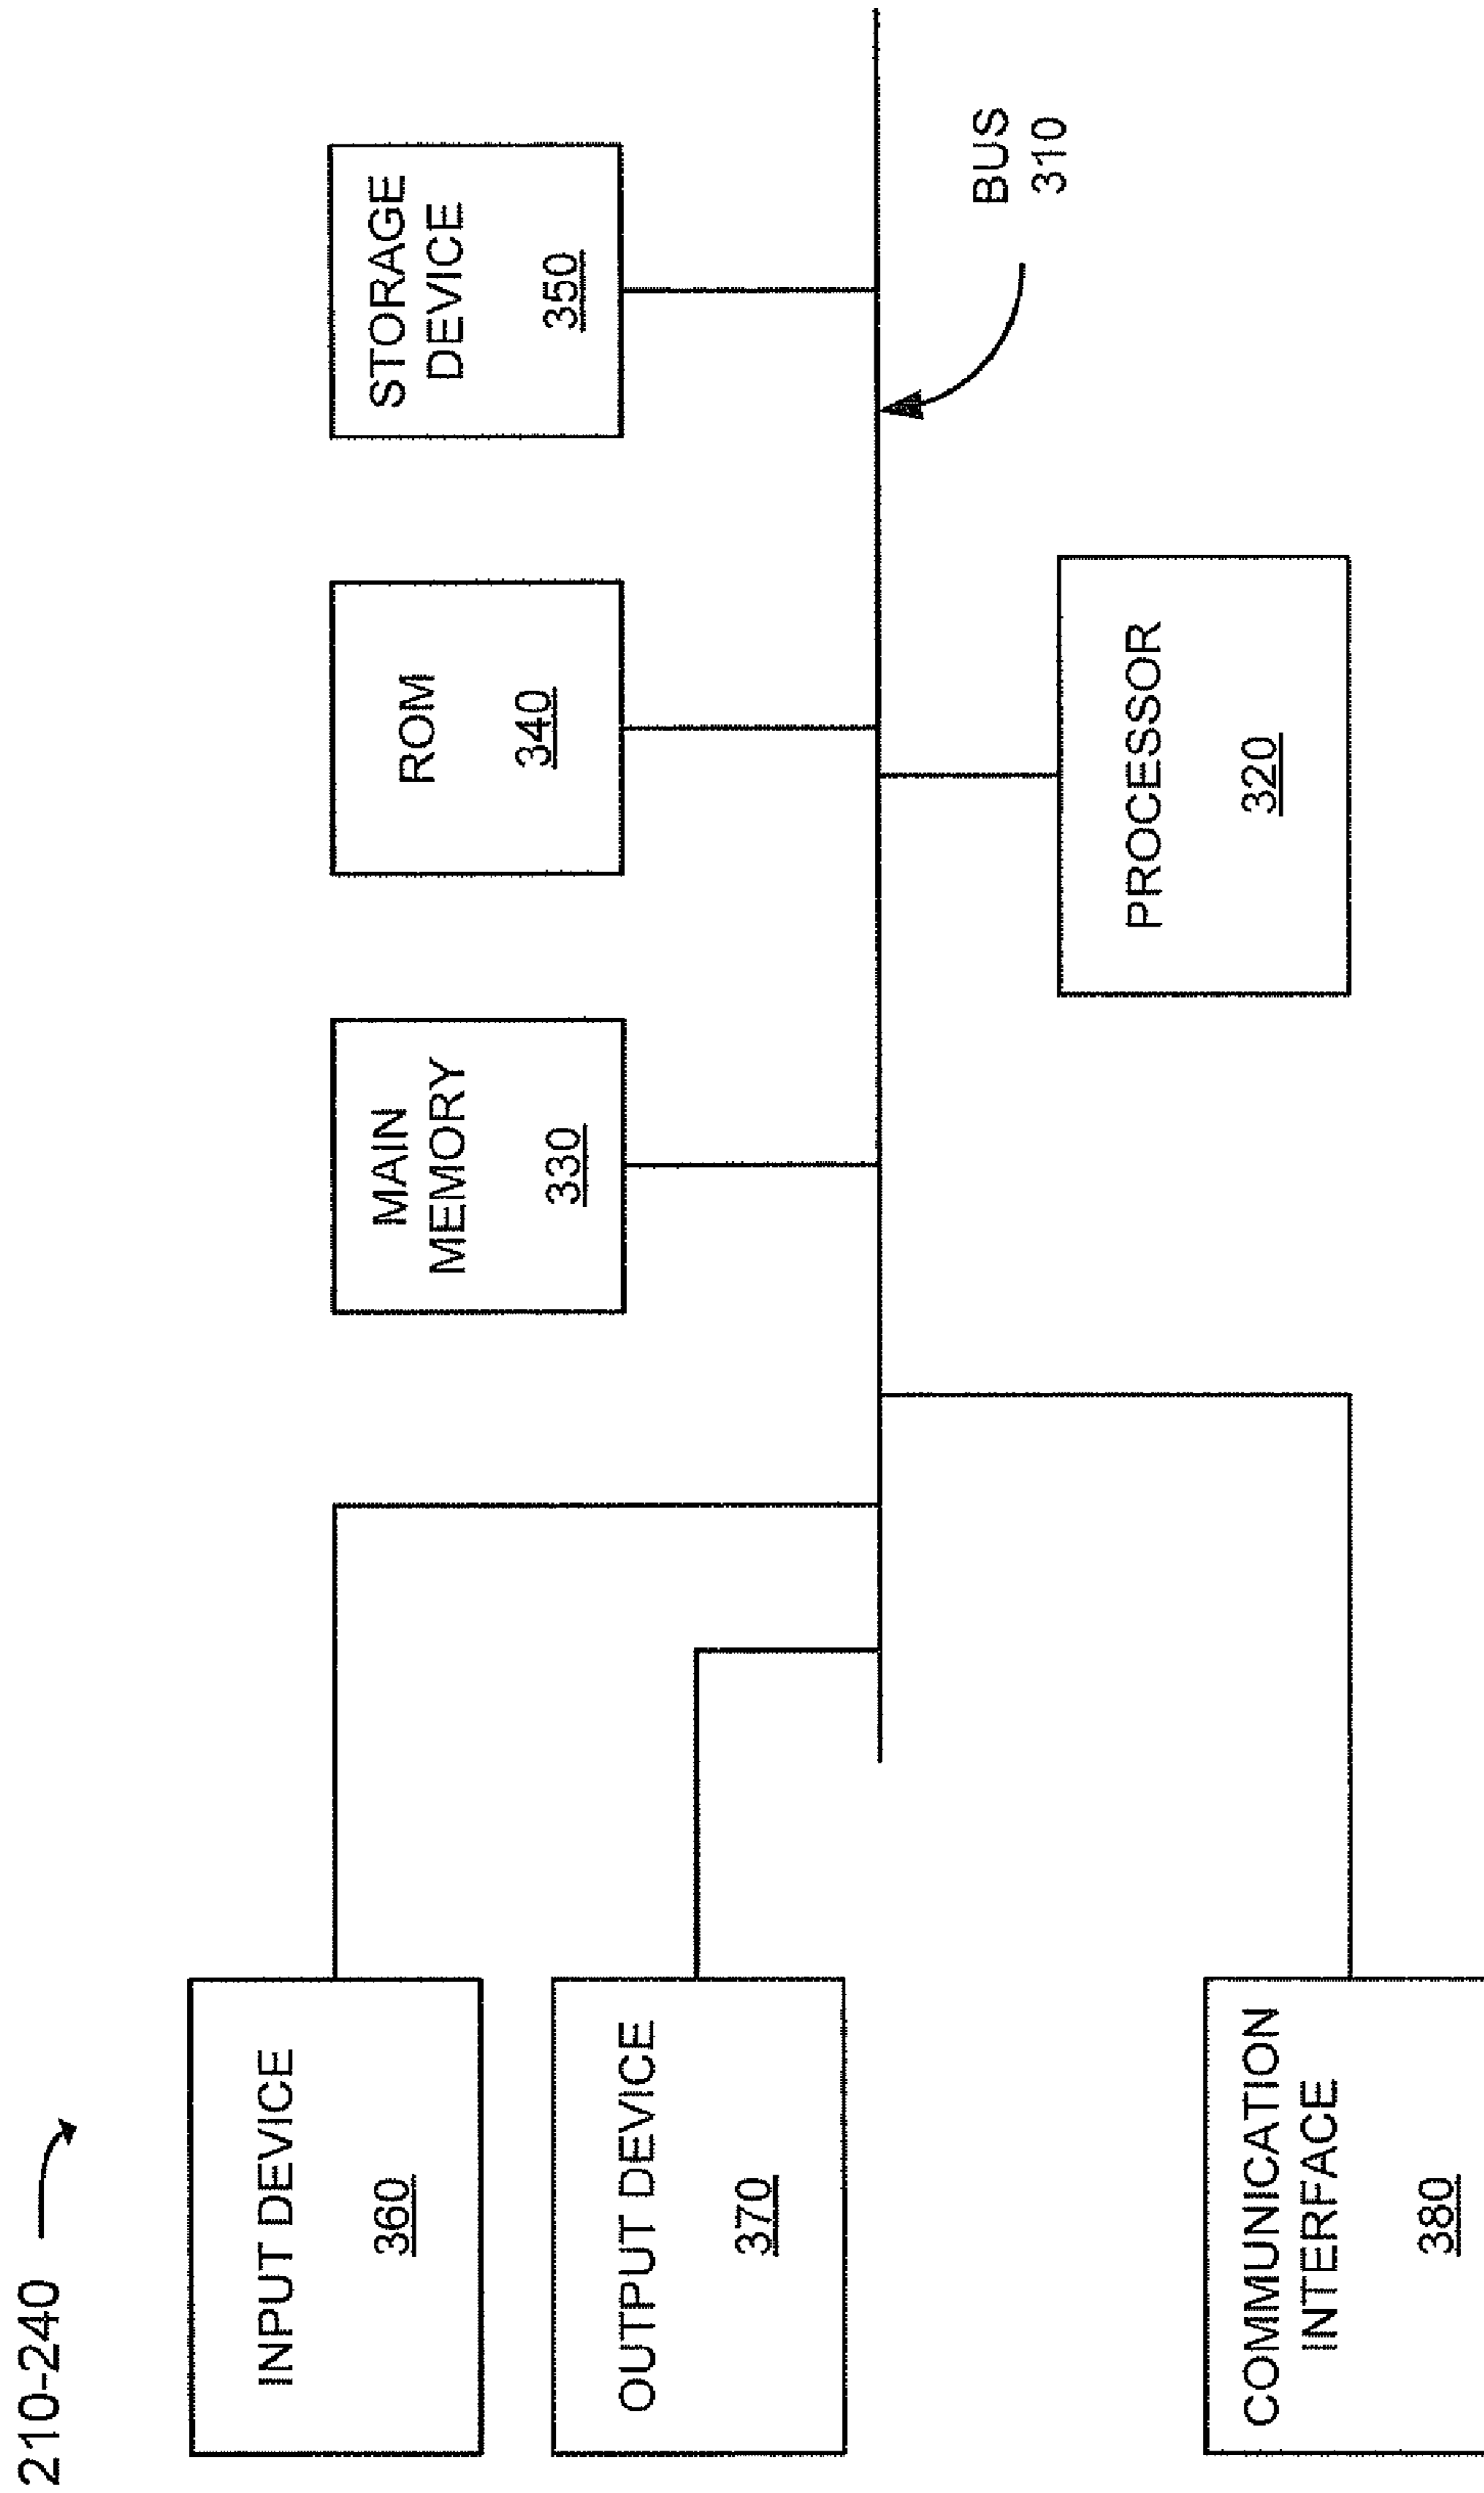 210-240
INPUT DEVICE
360
MAIN
MEMORY
330
ROM
340
STORAGE
DEVICE
350
OUTPUT DEVICE
370
BUS
310
PROCESSOR
320
COMMUNICATION
INTERFACE
380